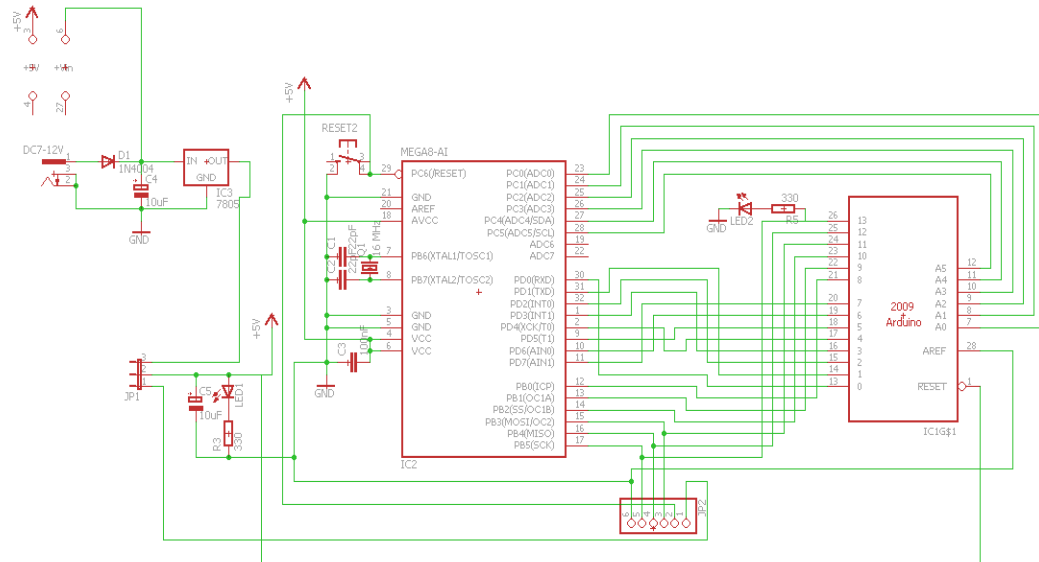 +5V
3
6
+5V
+Vin
4
27
DC7-12V
1
3
2
D1
1N4004
C4
10uF
GND
IN
+OUT
GND
IC3
7805
+5V
RESET2
1
2
3
4
MEGA8-AI
29
PC6(/RESET)
21
GND
20
AREF
18
AVCC
7
PB6(XTAL1/TOSC1)
8
PB7(XTAL2/TOSC2)
3
GND
5
GND
4
VCC
6
VCC
C1
22pF
C2
22pF
Q1
16 MHz
C3
100nF
GND
IC2
PC0(ADC0)
23
PC1(ADC1)
24
PC2(ADC2)
25
PC3(ADC3)
26
PC4(ADC4/SDA)
27
PC5(ADC5/SCL)
28
ADC6
19
ADC7
22
PD0(RXD)
30
PD1(TXD)
31
PD2(INT0)
32
PD3(INT1)
1
PD4(XCK/T0)
2
PD5(T1)
9
PD6(AIN0)
10
PD7(AIN1)
11
PB0(ICP)
12
PB1(OC1A)
13
PB2(SS/OC1B)
14
PB3(MOSI/OC2)
15
PB4(MISO)
16
PB5(SCK)
17
+5V
JP1
3
2
1
C5
10uF
LED1
R3
330
JP2
6
5
4
3
2
1
GND
LED2
330
R5
26
13
25
12
24
11
23
10
22
9
21
8
20
7
19
6
18
5
17
4
16
3
15
2
14
1
13
0
2009
Arduino
A5
12
A4
11
A3
10
A2
9
A1
8
A0
7
AREF
28
RESET
1
IC1G$1